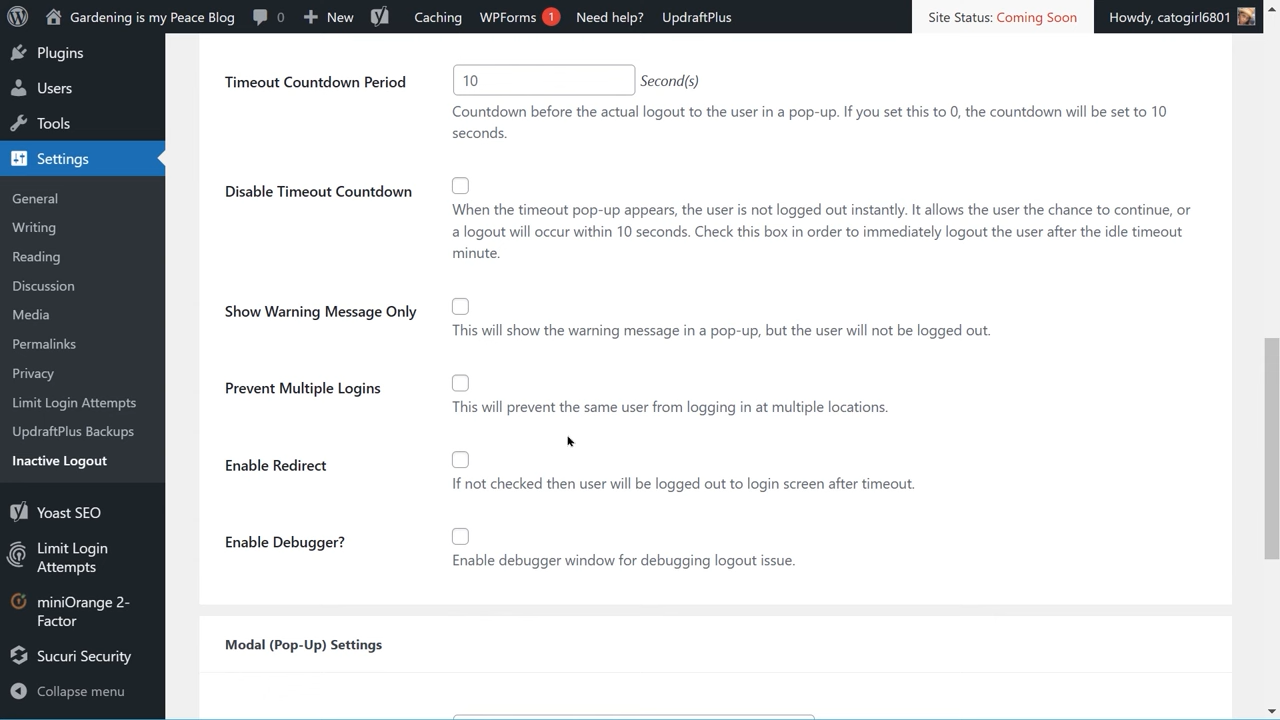 Gardening is my Peace Blog 0 New Caching WPForms 1 Need help? UpdraftPlus Site Status: Coming Soon Howdy, catogirl6801
Plugins
Users
Tools
Settings
General
Writing
Reading
Discussion
Media
Permalinks
Privacy
Limit Login Attempts
UpdraftPlus Backups
Inactive Logout
Yoast SEO
Limit Login
Attempts
miniOrange 2-
Factor
Sucuri Security
Collapse menu
Timeout Countdown Period
10 Second(s)
Countdown before the actual logout to the user in a pop-up. If you set this to 0, the countdown will be set to 10
seconds.
Disable Timeout Countdown
When the timeout pop-up appears, the user is not logged out instantly. It allows the user the chance to continue, or
a logout will occur within 10 seconds. Check this box in order to immediately logout the user after the idle timeout
minute.
Show Warning Message Only
This will show the warning message in a pop-up, but the user will not be logged out.
Prevent Multiple Logins
This will prevent the same user from logging in at multiple locations.
Enable Redirect
If not checked then user will be logged out to login screen after timeout.
Enable Debugger?
Enable debugger window for debugging logout issue.
Modal (Pop-Up) Settings